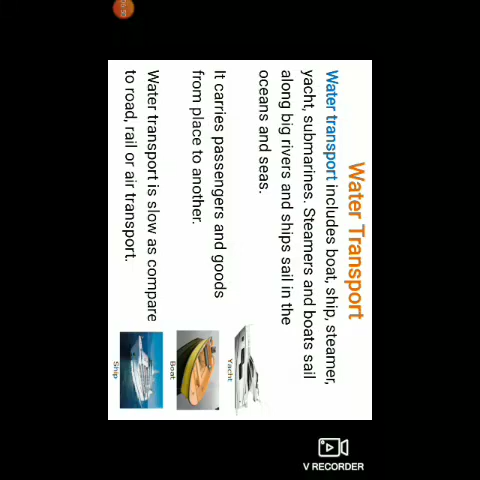 Water Transport
Water transport includes boat, ship, steamer,
yacht, submarines. Steamers and boats sail
along big rivers and ships sail in the
oceans and seas.
It carries passengers and goods
from place to another.
Water transport is slow as compare
to road, rail or air transport.
Yacht
Boat
Ship
V RECORDER